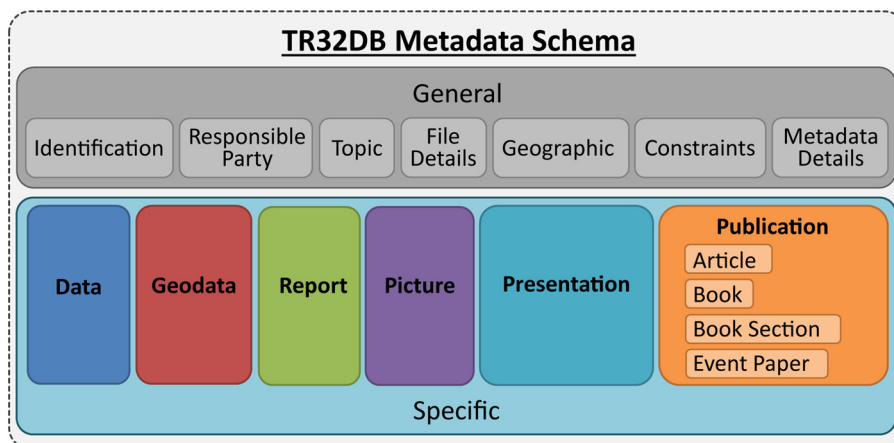 TR32DB Metadata Schema
General
Identification
Responsible
Party
Topic
File
Details
Geographic
Constraints
Metadata
Details
Data
Geodata
Report
Picture
Presentation
Publication
Article
Book
Book Section
Event Paper
Specific